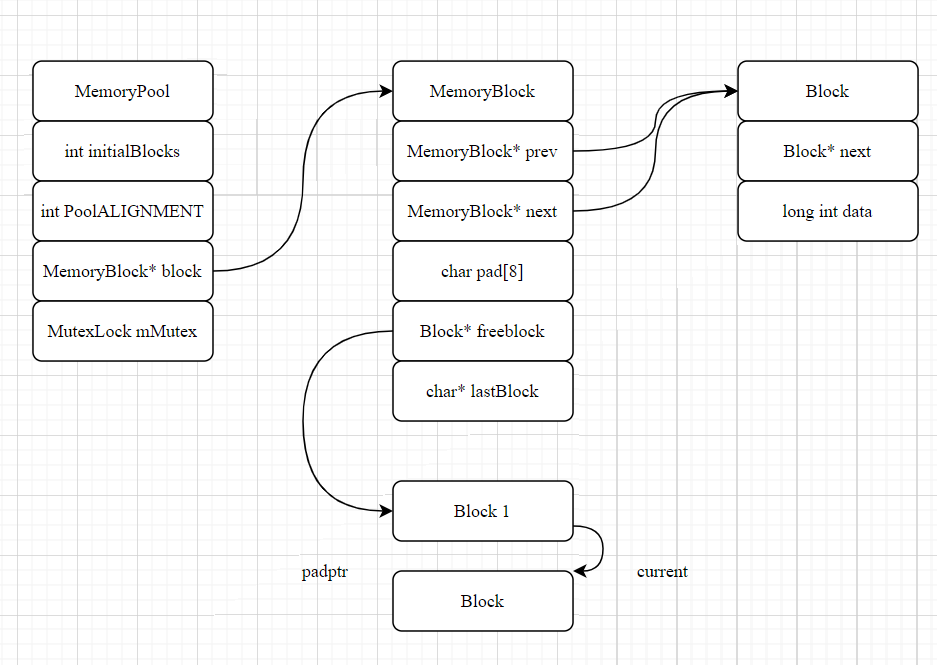 MemoryPool
int initialBlocks
int PoolALIGNMENT
MemoryBlock* block
MutexLock mMutex
MemoryBlock
MemoryBlock* prev
MemoryBlock* next
char pad[8]
Block* freeblock
char* lastBlock
Block
Block* next
long int data
Block 1
padptr
current
Block